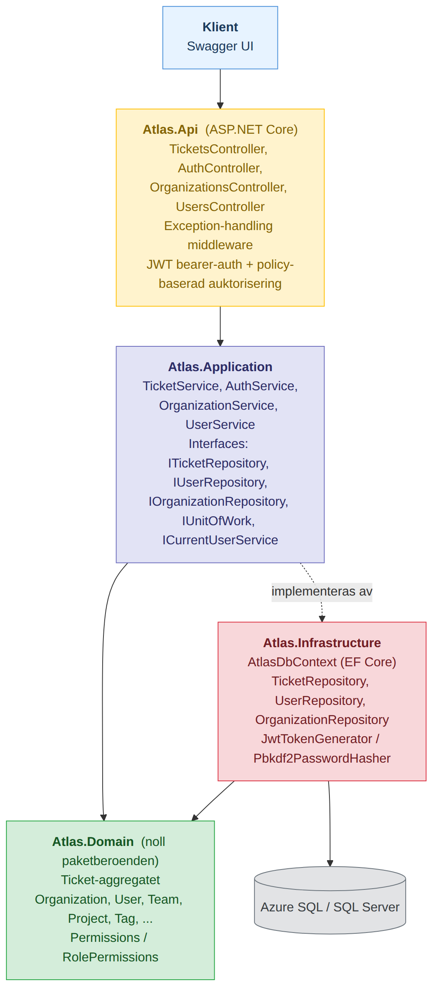 Klient
Swagger UI
Atlas.Api (ASP.NET Core)
TicketsController,
AuthController,
OrganizationsController,
UsersController
Exception-handling
middleware
JWT bearer-auth + policy-
baserad auktorisering
Atlas.Application
TicketService, AuthService,
OrganizationService,
UserService
Interfaces:
ITicketRepository,
IUserRepository,
IOrganizationRepository,
IUnitOfWork,
ICurrentUserService
implementeras av
Atlas.Infrastructure
AtlasDbContext (EF Core)
TicketRepository,
UserRepository,
OrganizationRepository
JwtTokenGenerator /
Pbkdf2PasswordHasher
Atlas.Domain (noll
paketberoenden)
Ticket-aggregatet
Organization, User, Team,
Project, Tag, ...
Permissions /
RolePermissions
Azure SQL / SQL Server